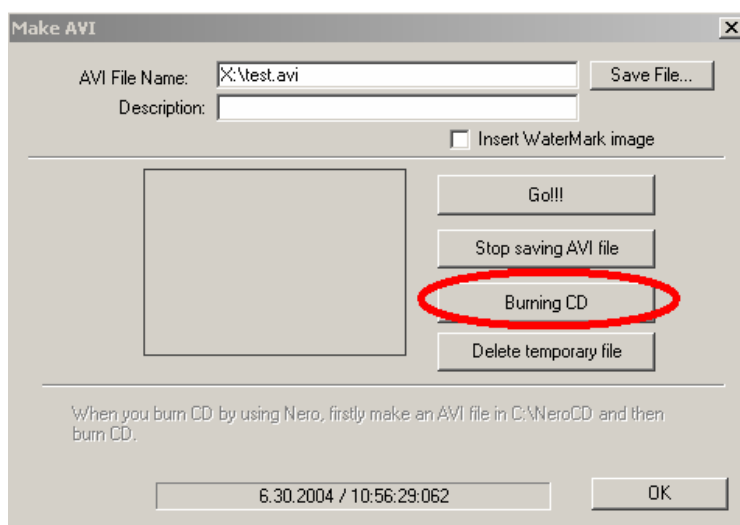 Make AVI
AVI File Name: X:\test.avi Save File...
Description:
Insert WaterMark image
Go!!!
Stop saving AVI file
Burning CD
Delete temporary file
When you burn CD by using Nero, firstly make an AVI file in C:\NeroCD and then
burn CD.
6.30.2004 / 10:56:29:062 OK